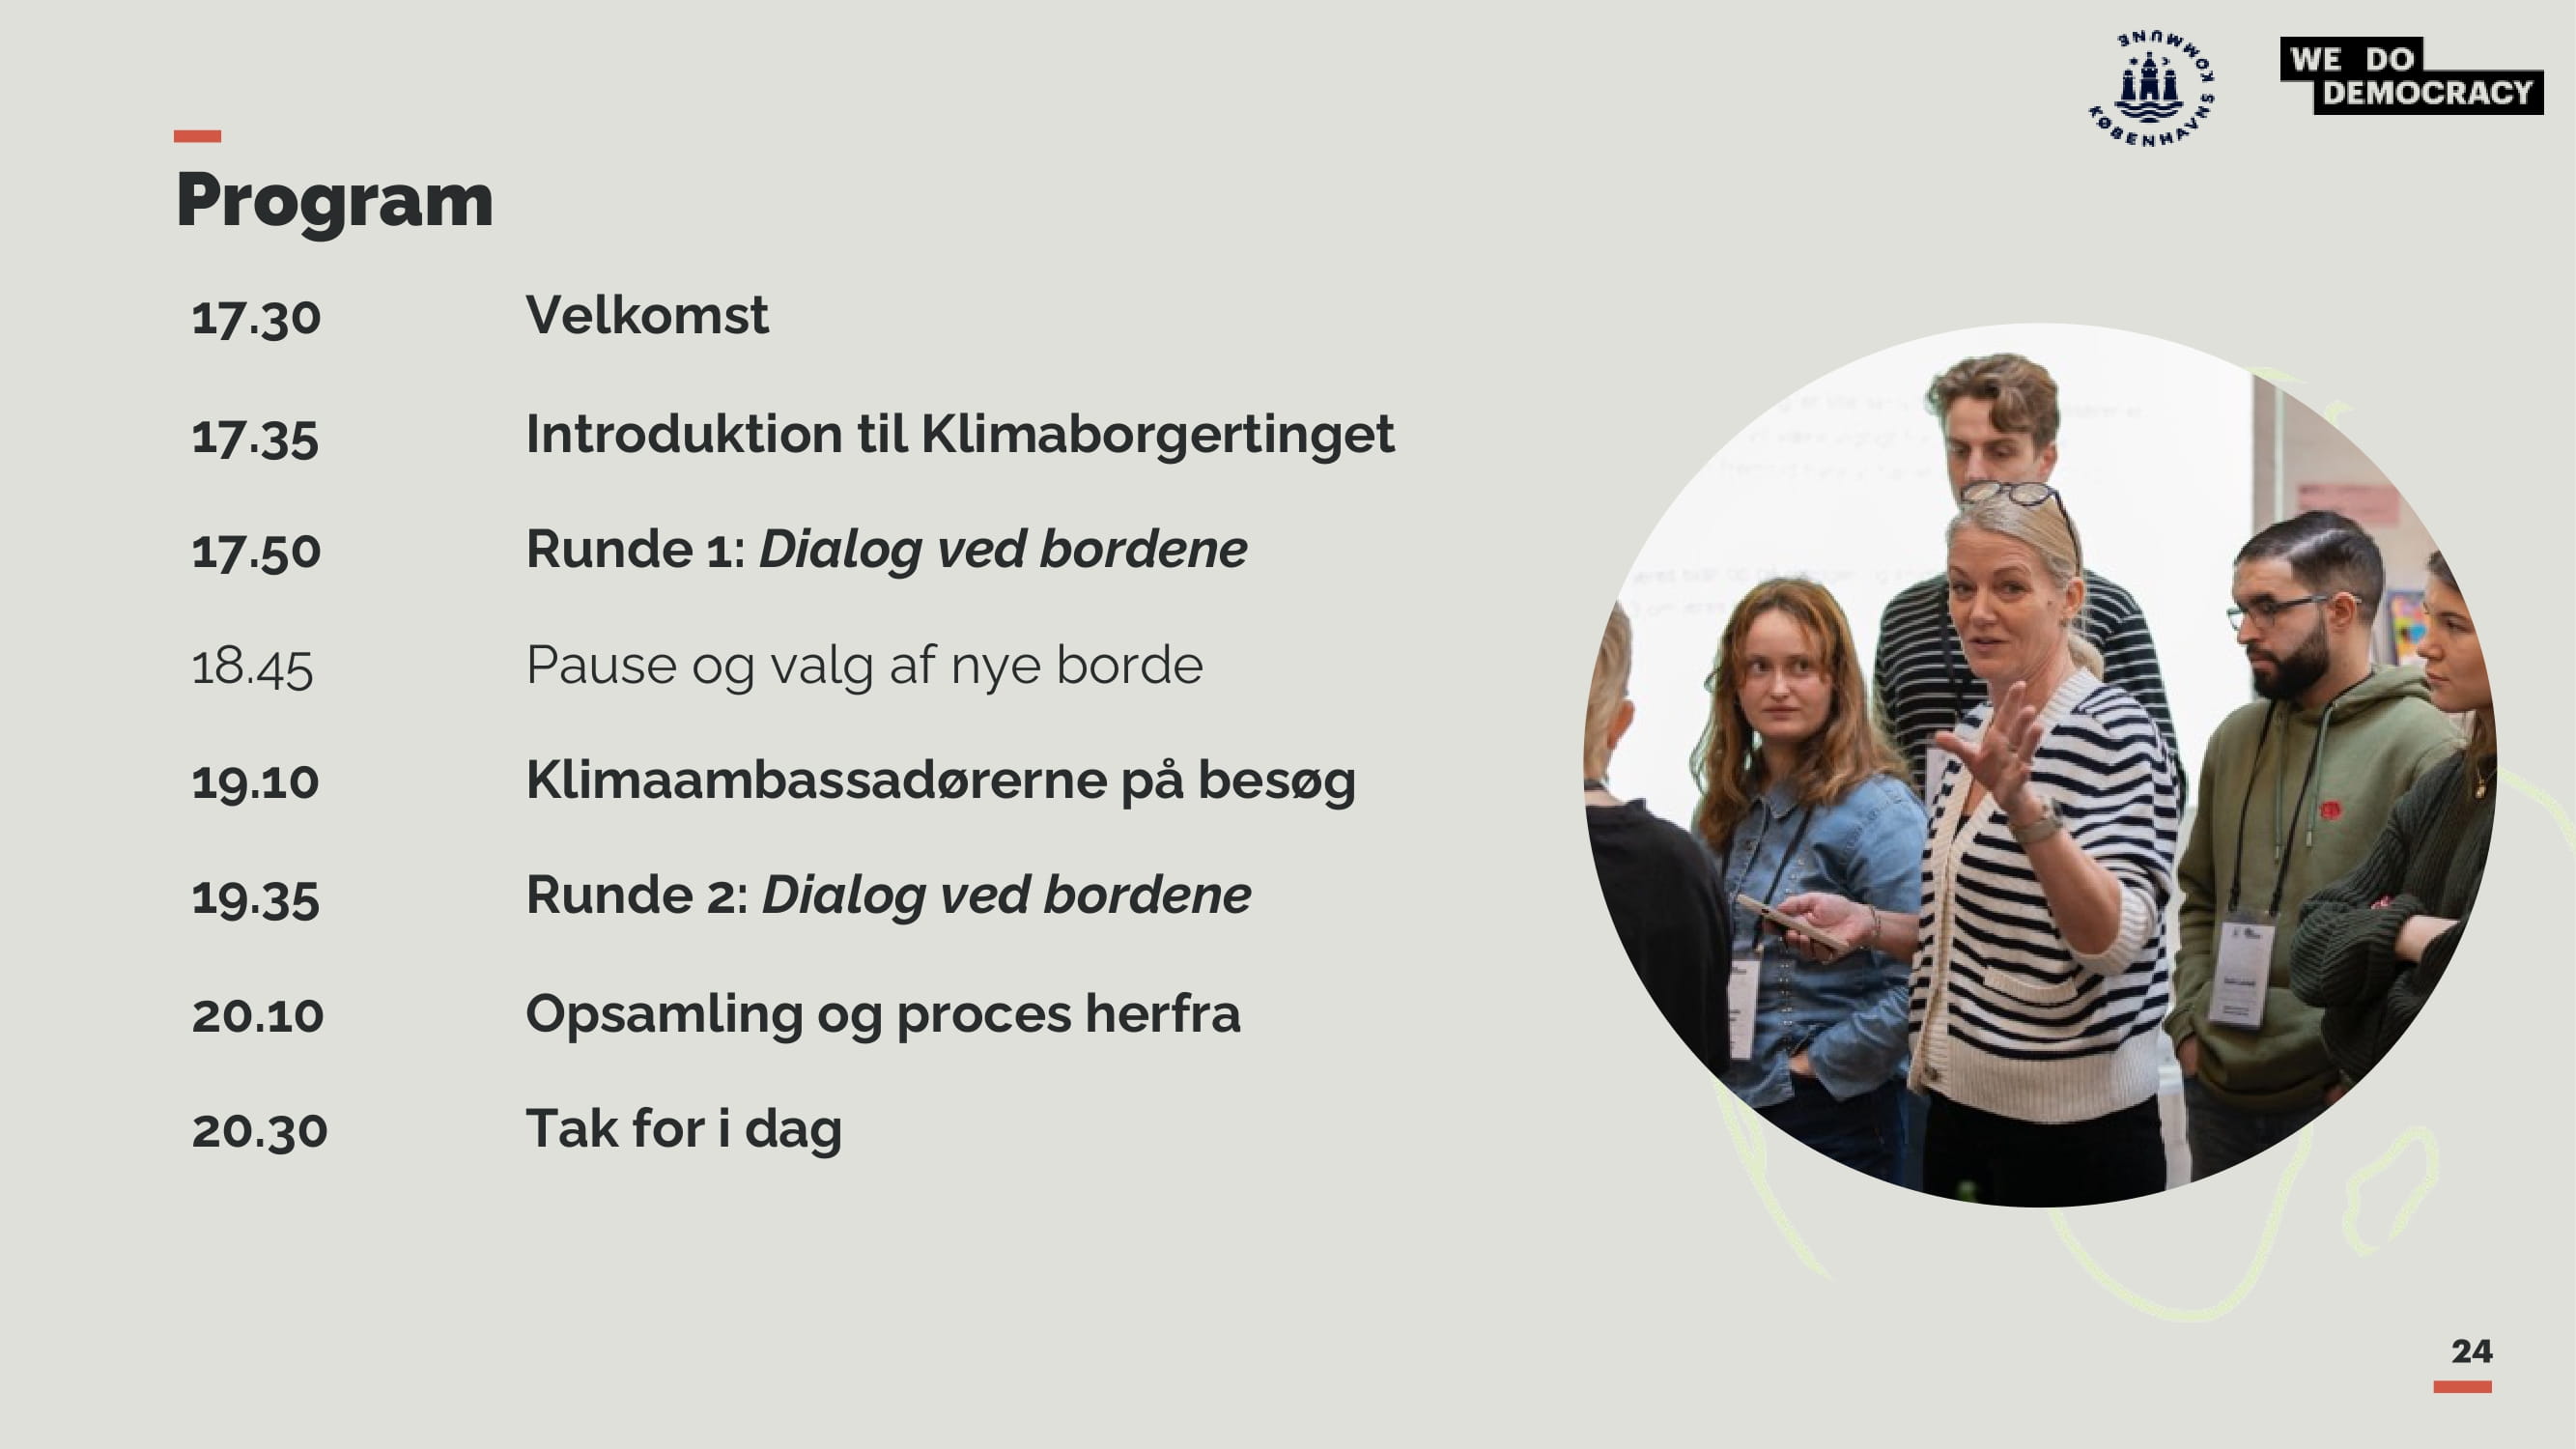 KØBENHAVNS KOMMUNE
WE DO
DEMOCRACY
Program
17.30 Velkomst
17.35 Introduktion til Klimaborgertinget
17.50 Runde 1: Dialog ved bordene
18.45 Pause og valg af nye borde
19.10 Klimaambassadørerne på besøg
19.35 Runde 2: Dialog ved bordene
20.10 Opsamling og proces herfra
20.30 Tak for i dag
24